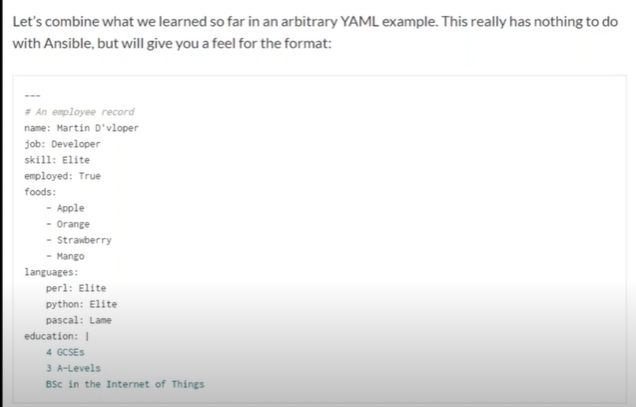 Let's combine what we learned so far in an arbitrary YAML example. This really has nothing to do
with Ansible, but will give you a feel for the format:
---
# An employee record
name: Martin D'vloper
job: Developer
skill: Elite
employed: True
foods:
    - Apple
    - Orange
    - Strawberry
    - Mango
languages:
    perl: Elite
    python: Elite
    pascal: Lame
education: |
    4 GCSEs
    3 A-Levels
    BSc in the Internet of Things